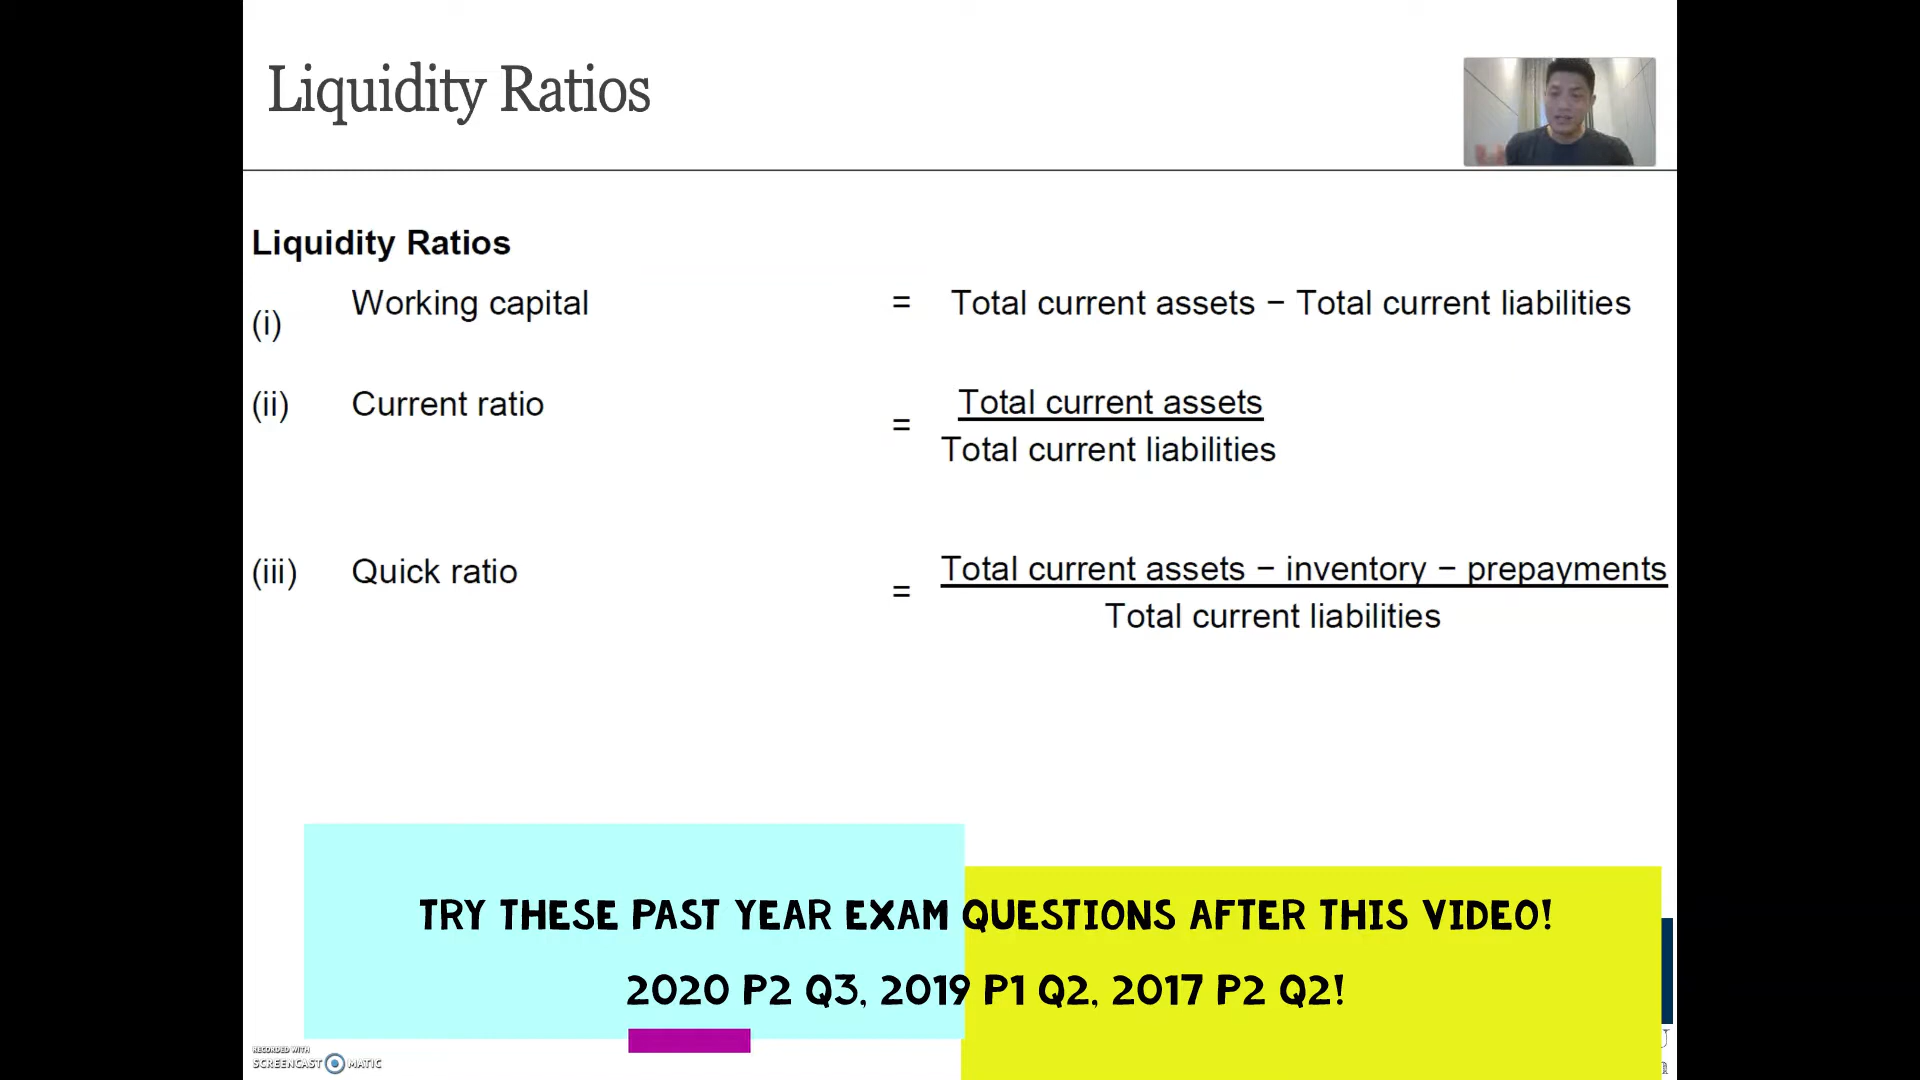 Liquidity Ratios
Liquidity Ratios
(i) Working capital = Total current assets − Total current liabilities
(ii) Current ratio = Total current assets
Total current liabilities
(iii) Quick ratio = Total current assets − inventory − prepayments
Total current liabilities
TRY THESE PAST YEAR EXAM QUESTIONS AFTER THIS VIDEO!
2020 P2 Q3, 2019 P1 Q2, 2017 P2 Q2!
RECORDED WITH
SCREENCAST MATIC